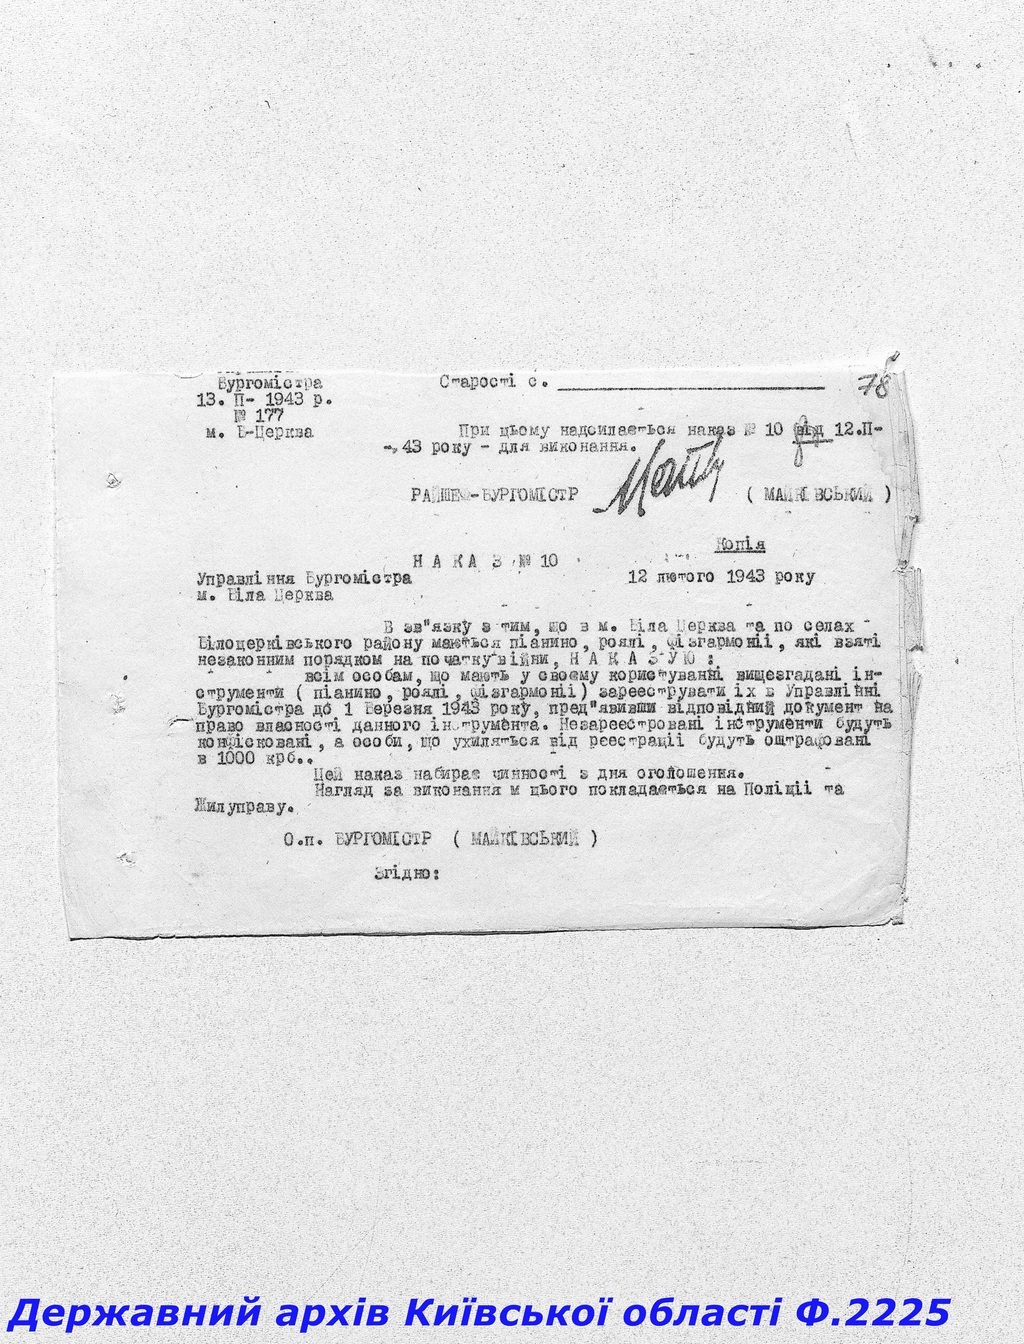 78
Бургомістра
Старості с.
13. П- 1943 р.
№ 177
м. Б-Церква
При цьому надсилається наказ № 10 від 12.П-
-43 року - для виконання.
РАЙШЕФ-БУРГОМІСТР ( МАЙКІВСЬКИЙ )
Копія
Н А К А З № 10
Управління Бургомістра
12 лютого 1943 року
м. Біла Церква
В зв"язку з тим, що в м. Біла Церква та по селах
Білоцерківського району маються піанино, роялі, фізгармонії, які взяті
незаконним порядком на початку війни, Н А К А З У Ю :
всім особам, що мають у своєму користуванні вищезгадані ін-
струменти ( піанино, роялі, фізгармонії) зареєструвати їх в Управлінні
Бургомістра до 1 Березня 1943 року, пред"явивши відповідний документ на
право власності данного інструмента. Незареєстровані інструменти будуть
конфісковані, а особи, що ухиляться від реєстрації будуть оштрафовані
в 1000 крб..
Цей наказ набирає чинності з дня оголошення.
Нагляд за виконання м цього покладається на Поліції та
Жилуправу.
О.п. БУРГОМІСТР ( МАЙКІВСЬКИЙ )
Згідно:
Державний архів Київської області Ф.2225